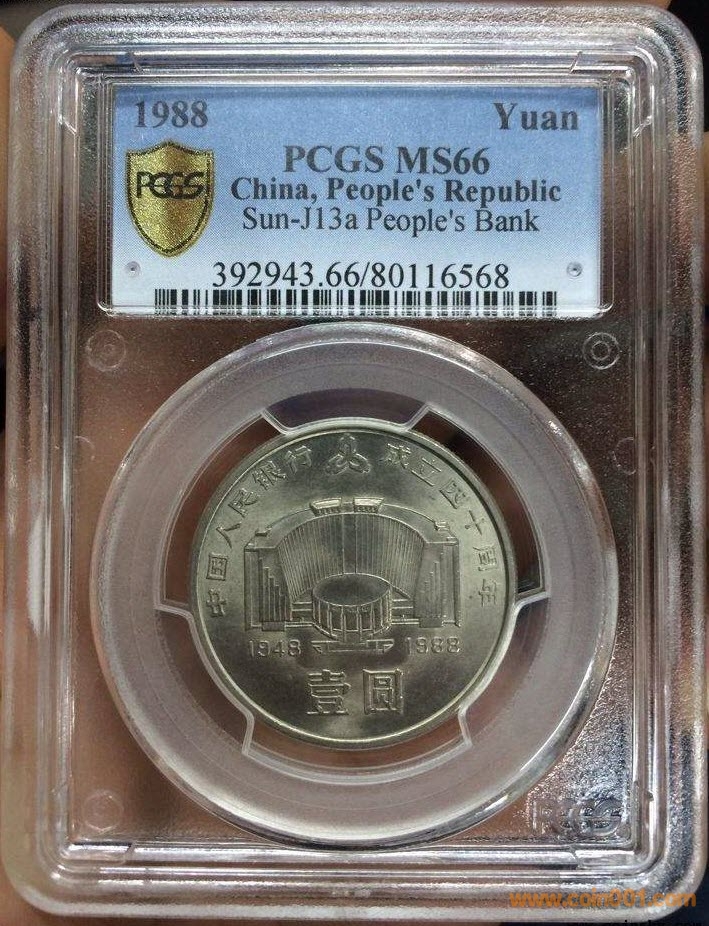 1988 Yuan
PCGS
PCGS MS66
China, People's Republic
Sun-J13a People's Bank
392943.66/80116568
中国人民银行 成立四十周年
1948 1988
壹圆
PCGS
www.coin001.com